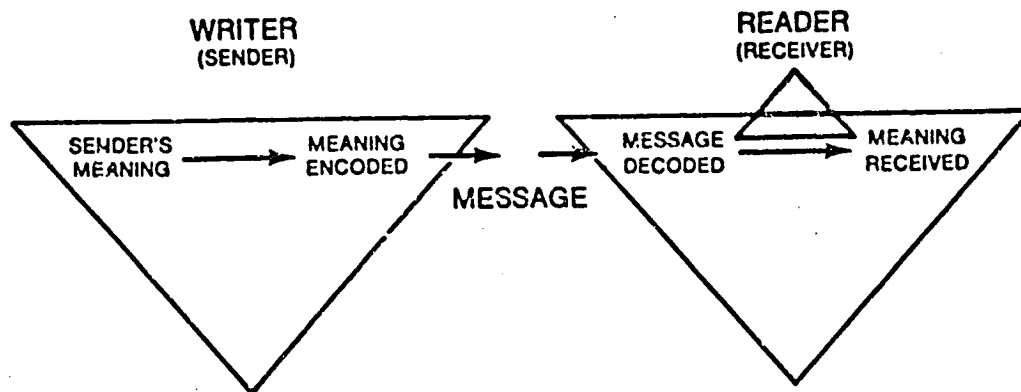 WRITER
(SENDER)
READER
(RECEIVER)
SENDER'S
MEANING
MEANING
ENCODED
MESSAGE
MESSAGE
DECODED
MEANING
RECEIVED